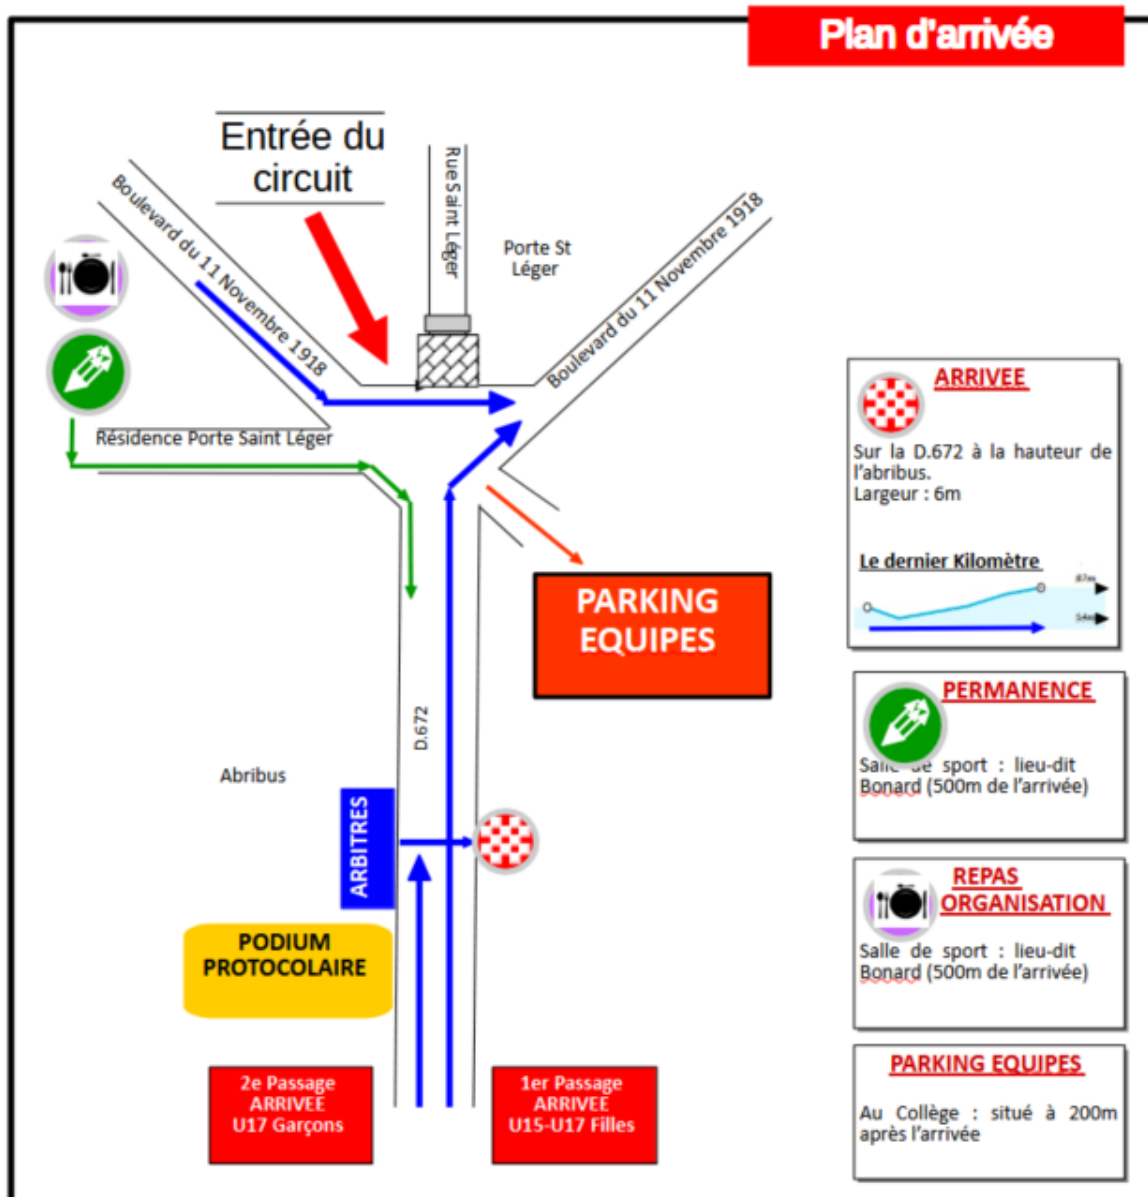 Plan d'arrivée
Entrée du
circuit
Rue Saint Léger
Porte St
Léger
Boulevard du 11 Novembre 1918
Boulevard du 11 Novembre 1918
Résidence Porte Saint Léger
PARKING
EQUIPES
D.672
Abribus
ARBITRES
PODIUM
PROTOCOLAIRE
2e Passage
ARRIVEE
U17 Garçons
1er Passage
ARRIVEE
U15-U17 Filles
ARRIVEE
Sur la D.672 à la hauteur de
l'abribus.
Largeur : 6m
Le dernier Kilomètre
87m
54m
PERMANENCE
Salle de sport : lieu-dit
Bonard (500m de l'arrivée)
REPAS
ORGANISATION
Salle de sport : lieu-dit
Bonard (500m de l'arrivée)
PARKING EQUIPES
Au Collège : situé à 200m
après l'arrivée